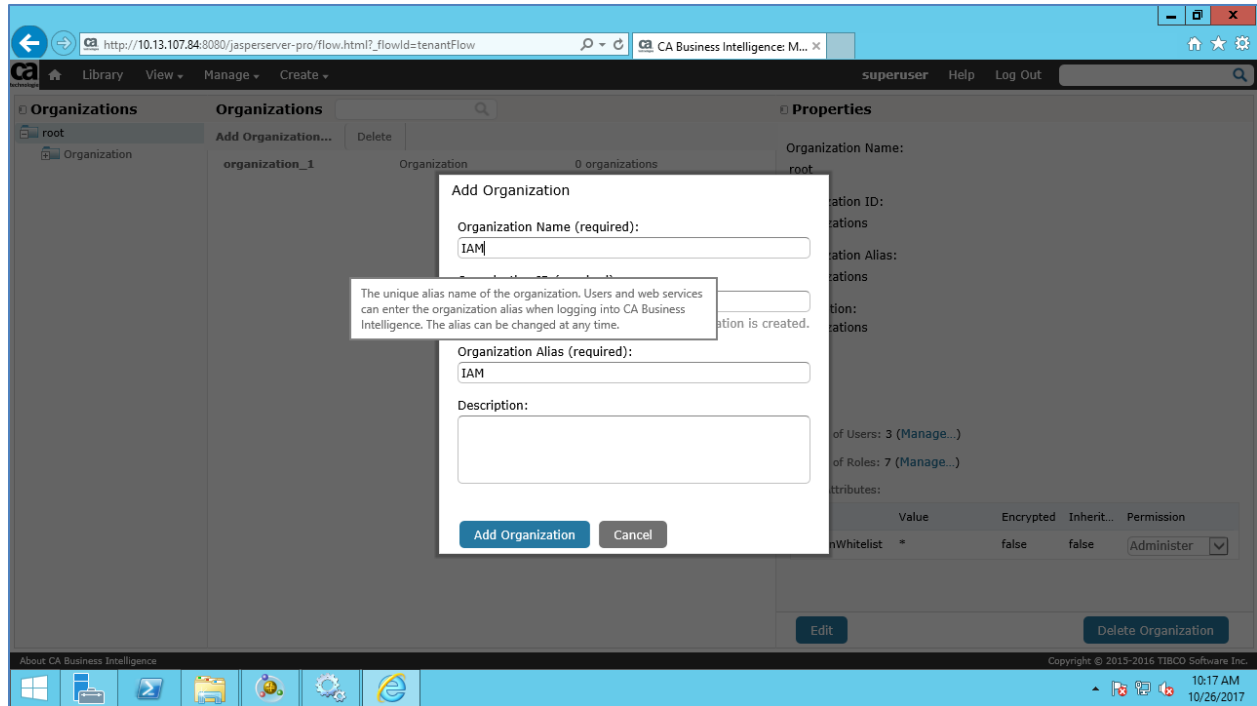 http://10.13.107.84:8080/jasperserver-pro/flow.html?_flowId=tenantFlow
CA Business Intelligence: M...
ca technologies Library View Manage Create superuser Help Log Out
Organizations Organizations Properties
root Add Organization... Delete
Organization Organization Name:
organization_1 Organization 0 organizations root
Add Organization
ation ID:
Organization Name (required): zations
IAM
ation Alias:
zations
The unique alias name of the organization. Users and web services
can enter the organization alias when logging into CA Business
Intelligence. The alias can be changed at any time.
ation is created.
tion:
zations
Organization Alias (required):
IAM
Description:
of Users: 3 (Manage...)
of Roles: 7 (Manage...)
ttributes:
Value Encrypted Inherit... Permission
nWhitelist * false false Administer
Add Organization Cancel
Edit Delete Organization
About CA Business Intelligence Copyright © 2015-2016 TIBCO Software Inc.
10:17 AM
10/26/2017